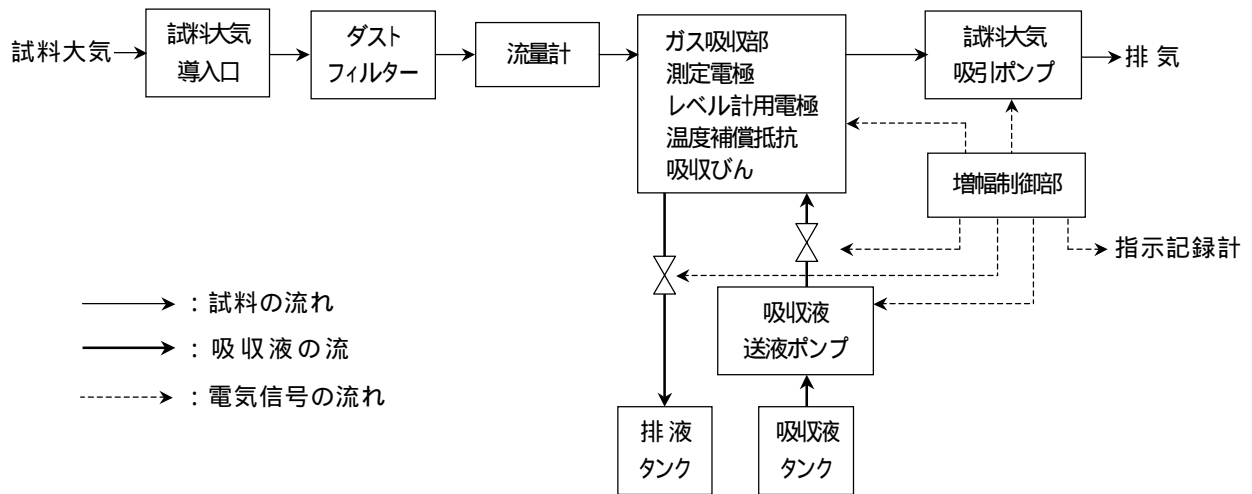 試料大気
試料大気
導入口
ダスト
フィルター
流量計
ガス吸収部
測定電極
レベル計用電極
温度補償抵抗
吸収びん
試料大気
吸引ポンプ
排気
増幅制御部
指示記録計
吸収液
送液ポンプ
排液
タンク
吸収液
タンク
：試料の流れ
：吸収液の流
：電気信号の流れ